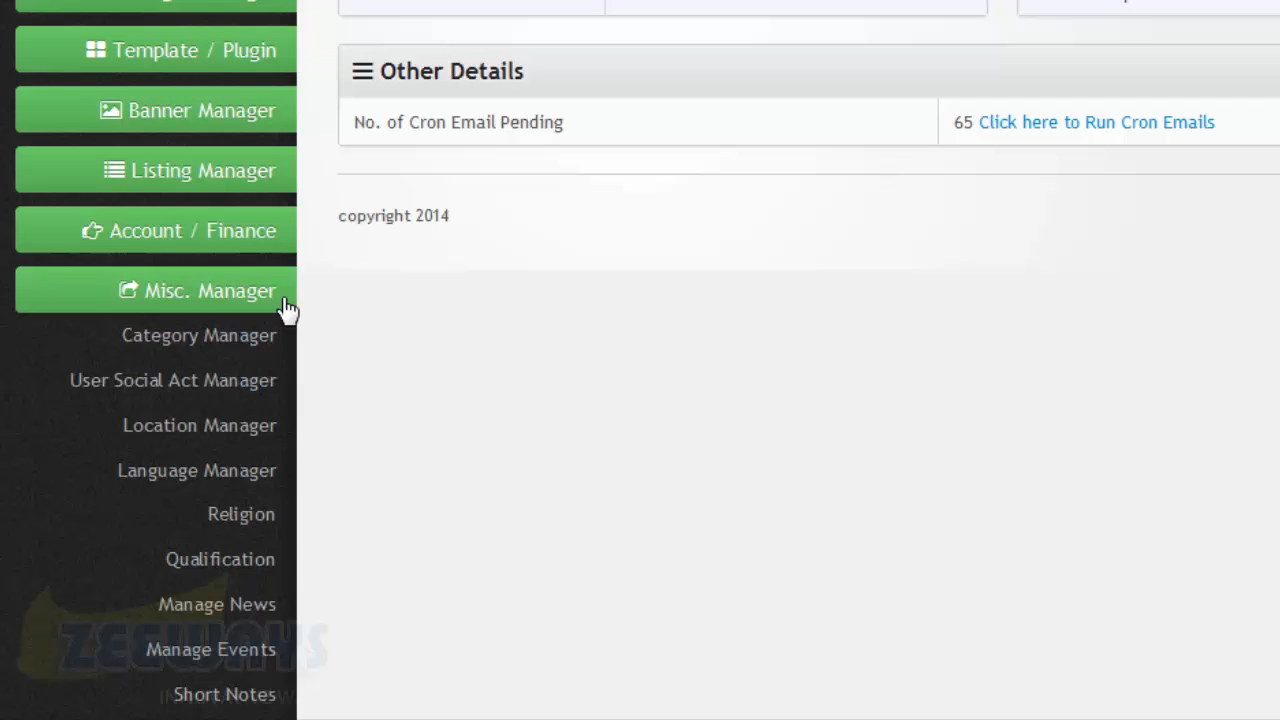 Template / Plugin
Banner Manager
Listing Manager
Account / Finance
Misc. Manager
Category Manager
User Social Act Manager
Location Manager
Language Manager
Religion
Qualification
Manage News
Manage Events
Short Notes
Other Details
No. of Cron Email Pending
65 Click here to Run Cron Emails
copyright 2014
ZEEWAYS